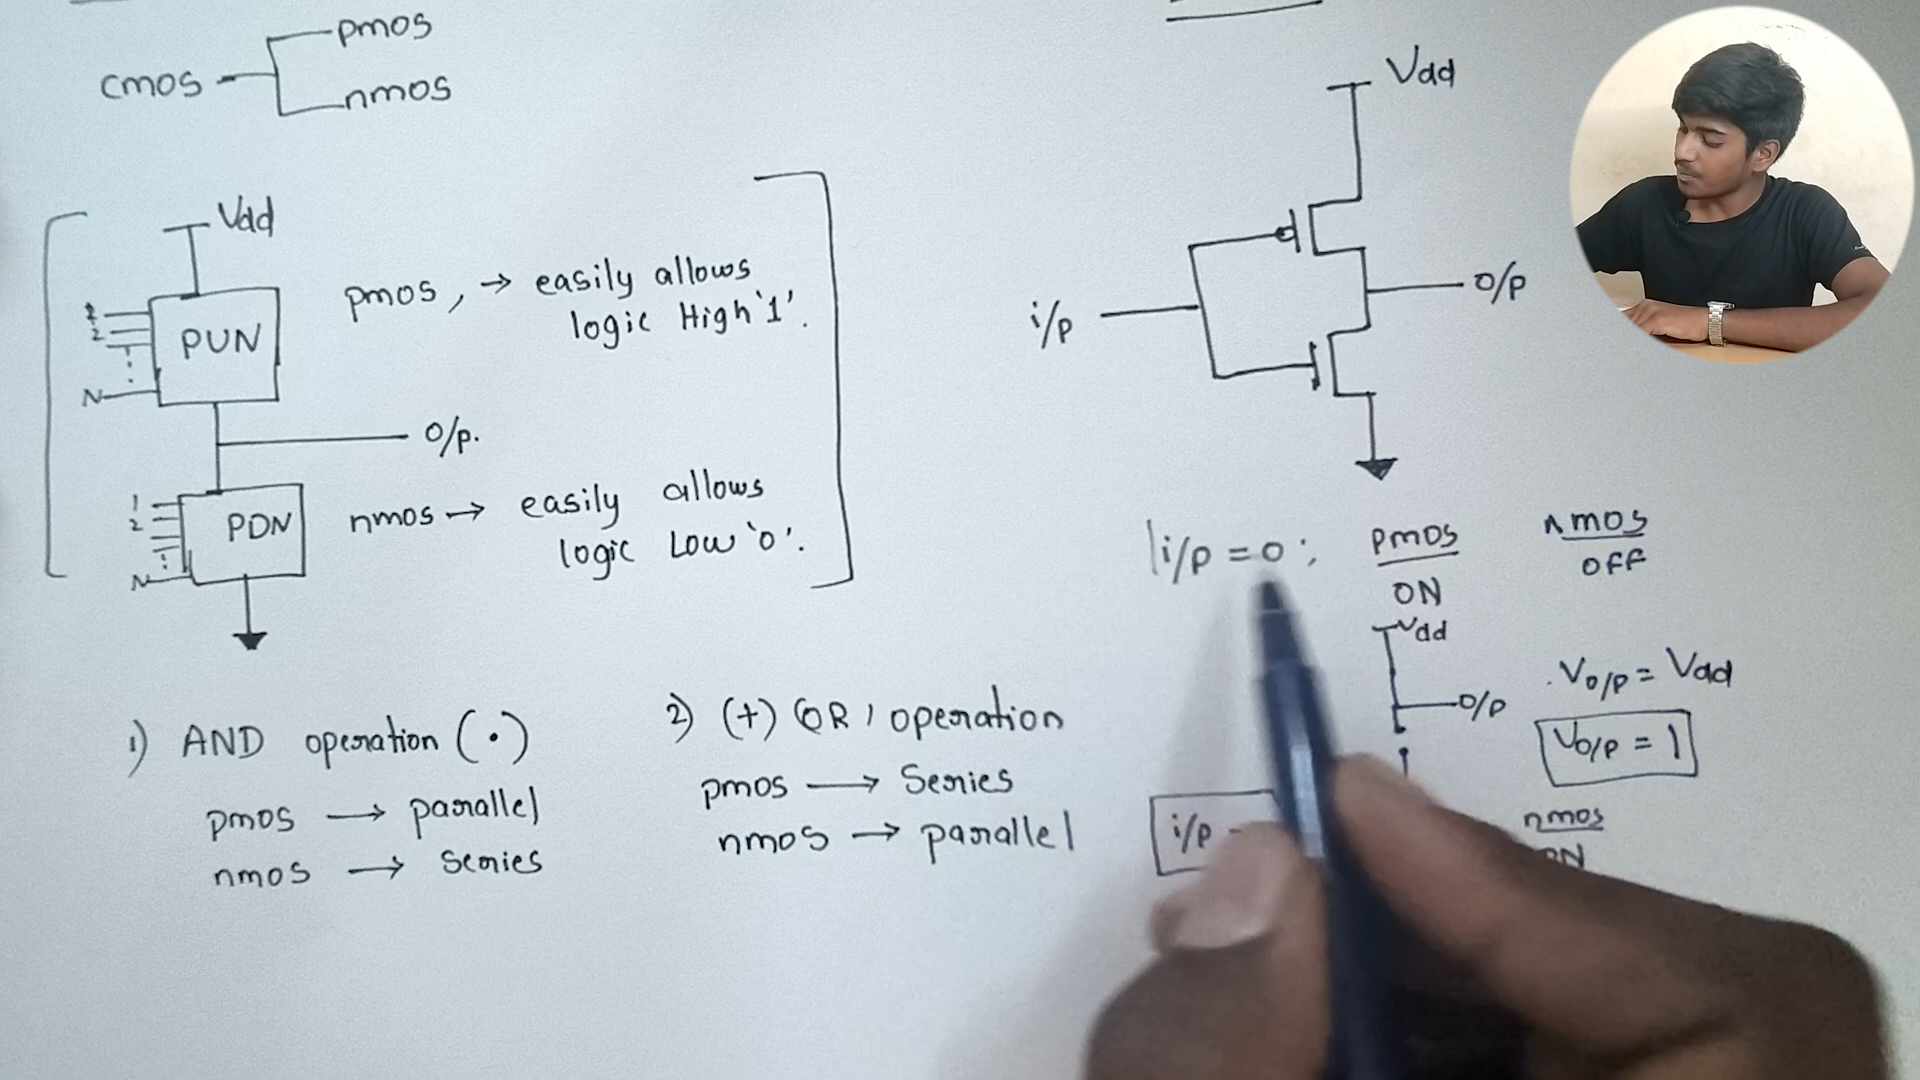 cmos
pmos
nmos
Vdd
1
2
N
PUN
pmos, → easily allows
logic High '1'.
O/p.
1
2
N
PDN
nmos → easily allows
logic Low '0'.
1) AND operation (•)
pmos → parallel
nmos → series
2) (+) OR, operation
pmos → Series
nmos → parallel
Vdd
i/p
O/p
i/p = 0 ;
pmos
ON
nmos
OFF
Vdd
O/p
VO/p = Vdd
VO/p = 1
i/p
nmos